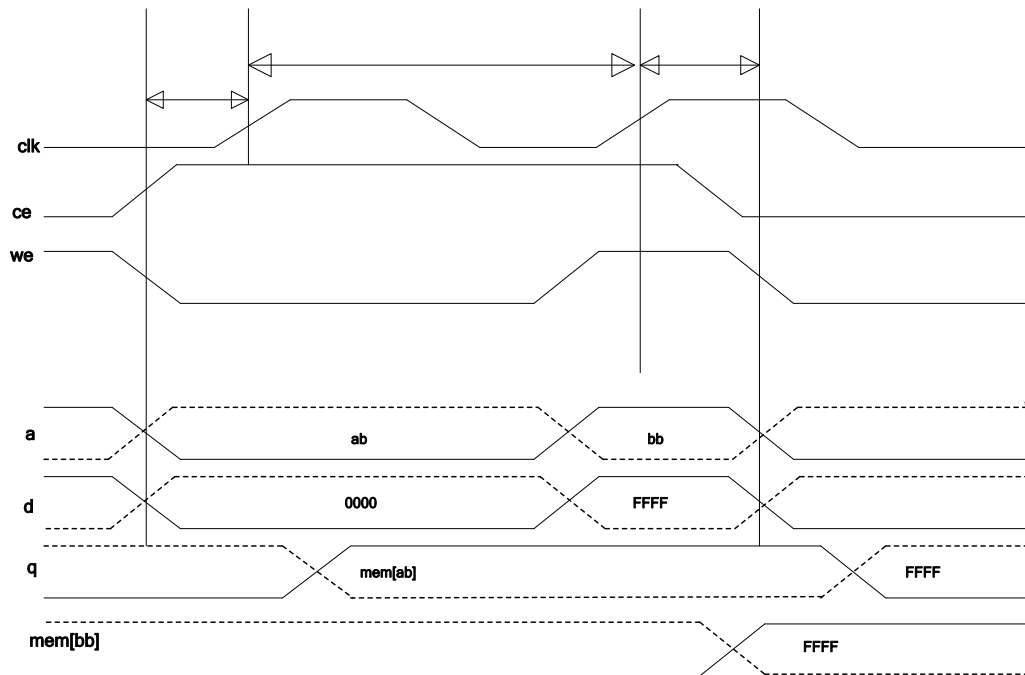 clk
ce
we
a ab bb
d 0000 FFFF
q mem[ab] FFFF
mem[bb] FFFF